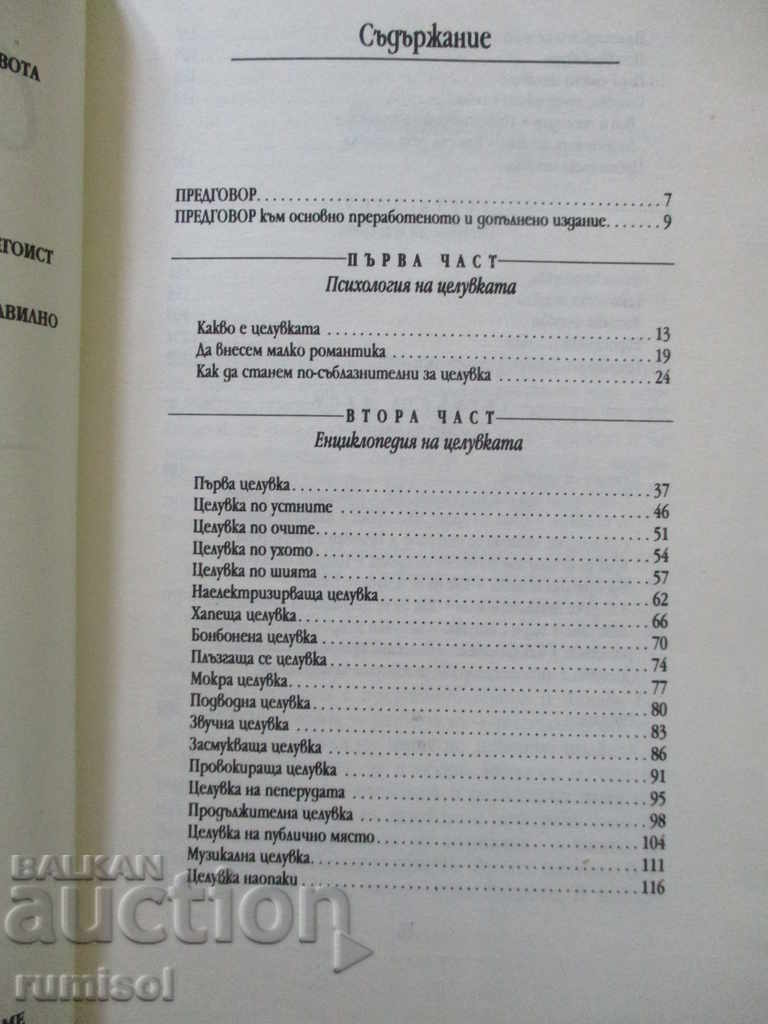 ВОТА
ЕГОИСТ
АВИЛНО
МЕ
Съдържание
ПРЕДГОВОР.......... 7
ПРЕДГОВОР към основно преработеното и допълнено издание.......... 9
ПЪРВА ЧАСТ
Психология на целувката
Какво е целувката .......... 13
Да внесем малко романтика .......... 19
Как да станем по-съблазнителни за целувка .......... 24
ВТОРА ЧАСТ
Енциклопедия на целувката
Първа целувка.......... 37
Целувка по устните .......... 46
Целувка по очите.......... 51
Целувка по ухото.......... 54
Целувка по шията .......... 57
Наелектризираща целувка.......... 62
Хапеща целувка.......... 66
Бонбонена целувка .......... 70
Плъзгаща се целувка.......... 74
Мокра целувка.......... 77
Подводна целувка.......... 80
Звучна целувка .......... 83
Засмукваща целувка .......... 86
Провокираща целувка .......... 91
Целувка на пеперудата .......... 95
Продължителна целувка .......... 98
Целувка на публично място.......... 104
Музикална целувка.......... 111
Целувка наопаки.......... 116
BALKAN
auction
rumisol